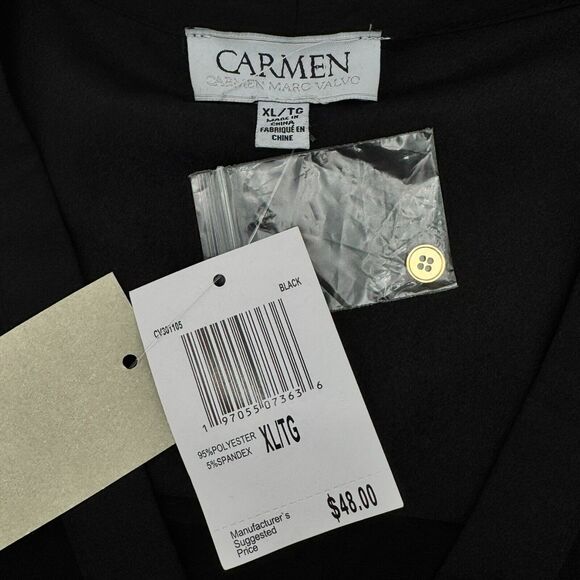 CARMEN
CARMEN MARC VALVO
XL/TG
MADE IN
CHINA
FABRIQUÉ EN
CHINE
BLACK
CV301105
1 97055 07363 6
95%POLYESTER
5%SPANDEX
XL/TG
Manufacturer's
Suggested
Price
$48.00